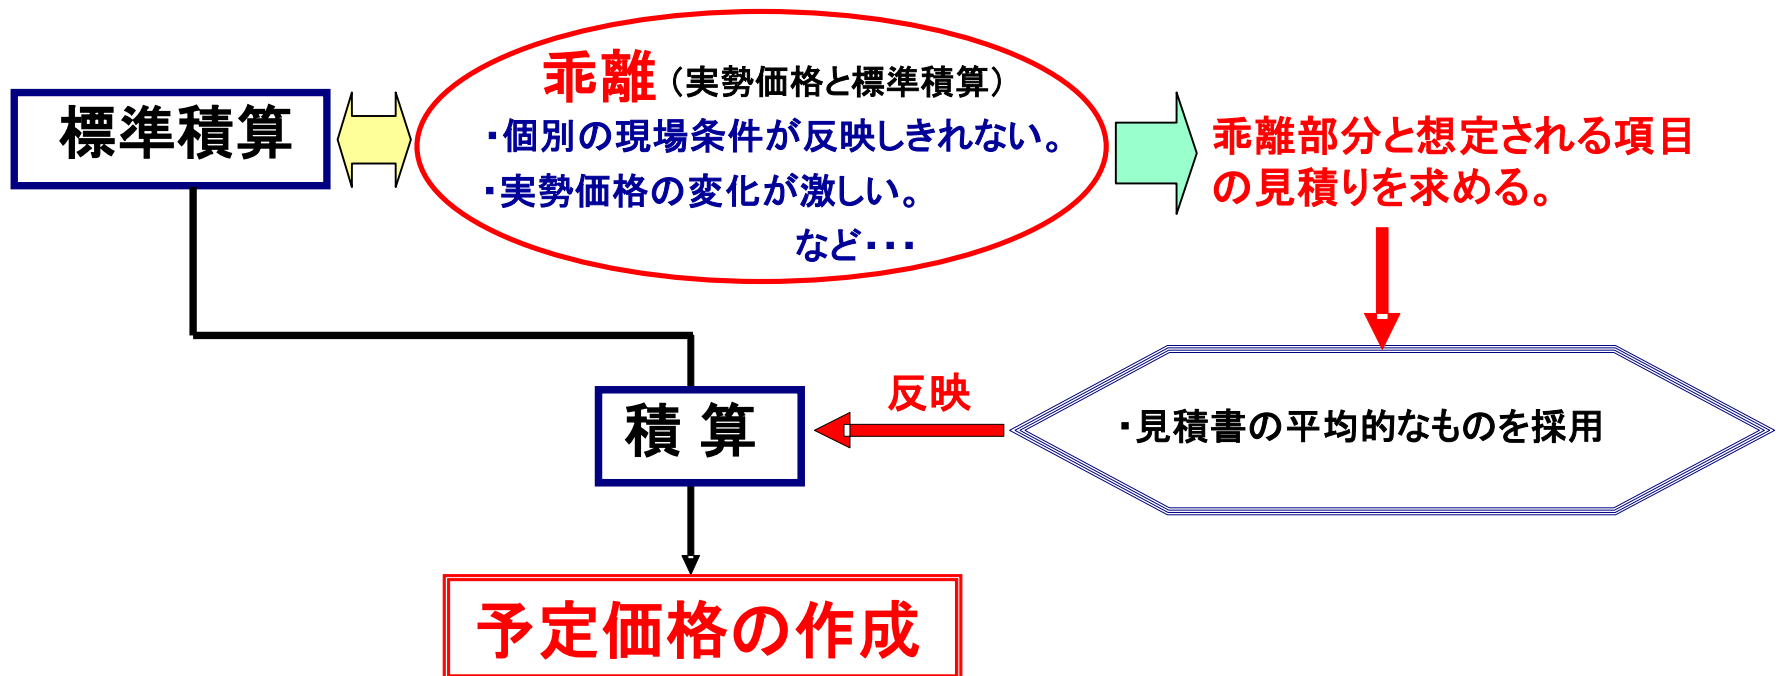 標準積算
乖離（実勢価格と標準積算）
・個別の現場条件が反映しきれない。
・実勢価格の変化が激しい。
など・・・
乖離部分と想定される項目
の見積りを求める。
反映
・見積書の平均的なものを採用
積 算
予定価格の作成